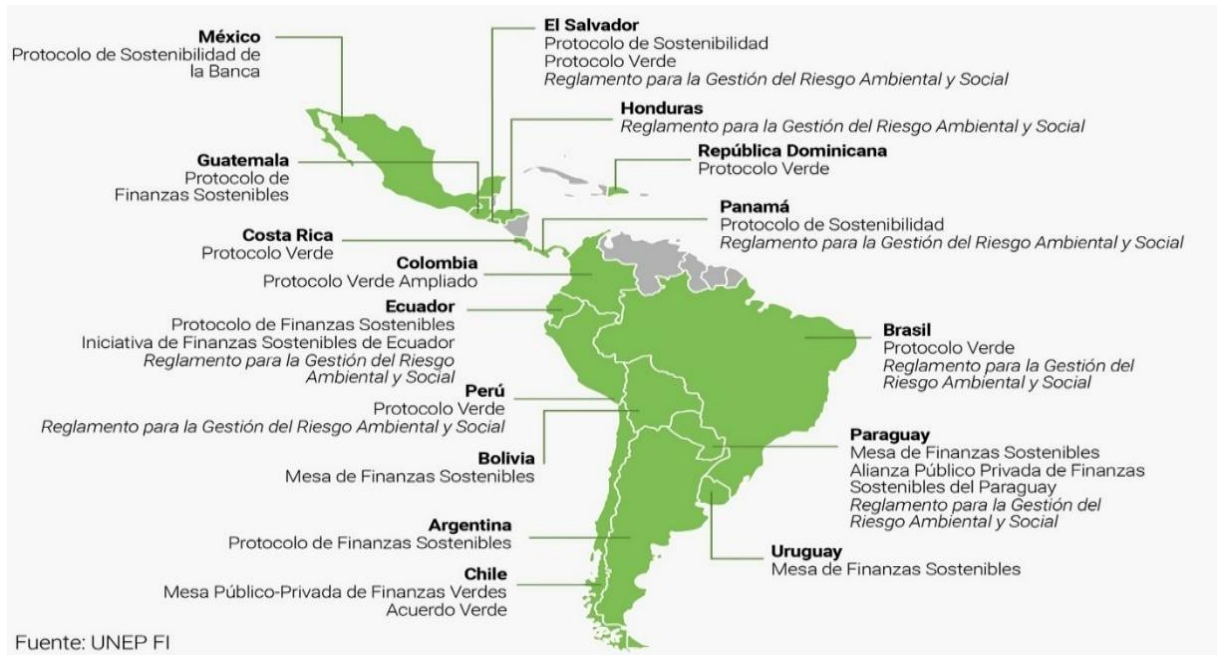 México
Protocolo de Sostenibilidad de
la Banca
El Salvador
Protocolo de Sostenibilidad
Protocolo Verde
Reglamento para la Gestión del Riesgo Ambiental y Social
Honduras
Reglamento para la Gestión del Riesgo Ambiental y Social
Guatemala
Protocolo de
Finanzas Sostenibles
República Dominicana
Protocolo Verde
Panamá
Protocolo de Sostenibilidad
Reglamento para la Gestión del Riesgo Ambiental y Social
Costa Rica
Protocolo Verde
Colombia
Protocolo Verde Ampliado
Ecuador
Protocolo de Finanzas Sostenibles
Iniciativa de Finanzas Sostenibles de Ecuador
Reglamento para la Gestión del Riesgo
Ambiental y Social
Brasil
Protocolo Verde
Reglamento para la Gestión del
Riesgo Ambiental y Social
Perú
Protocolo Verde
Reglamento para la Gestión del Riesgo Ambiental y Social
Bolivia
Mesa de Finanzas Sostenibles
Paraguay
Mesa de Finanzas Sostenibles
Alianza Público Privada de Finanzas
Sostenibles del Paraguay
Reglamento para la Gestión del
Riesgo Ambiental y Social
Argentina
Protocolo de Finanzas Sostenibles
Uruguay
Mesa de Finanzas Sostenibles
Chile
Mesa Público-Privada de Finanzas Verdes
Acuerdo Verde
Fuente: UNEP FI